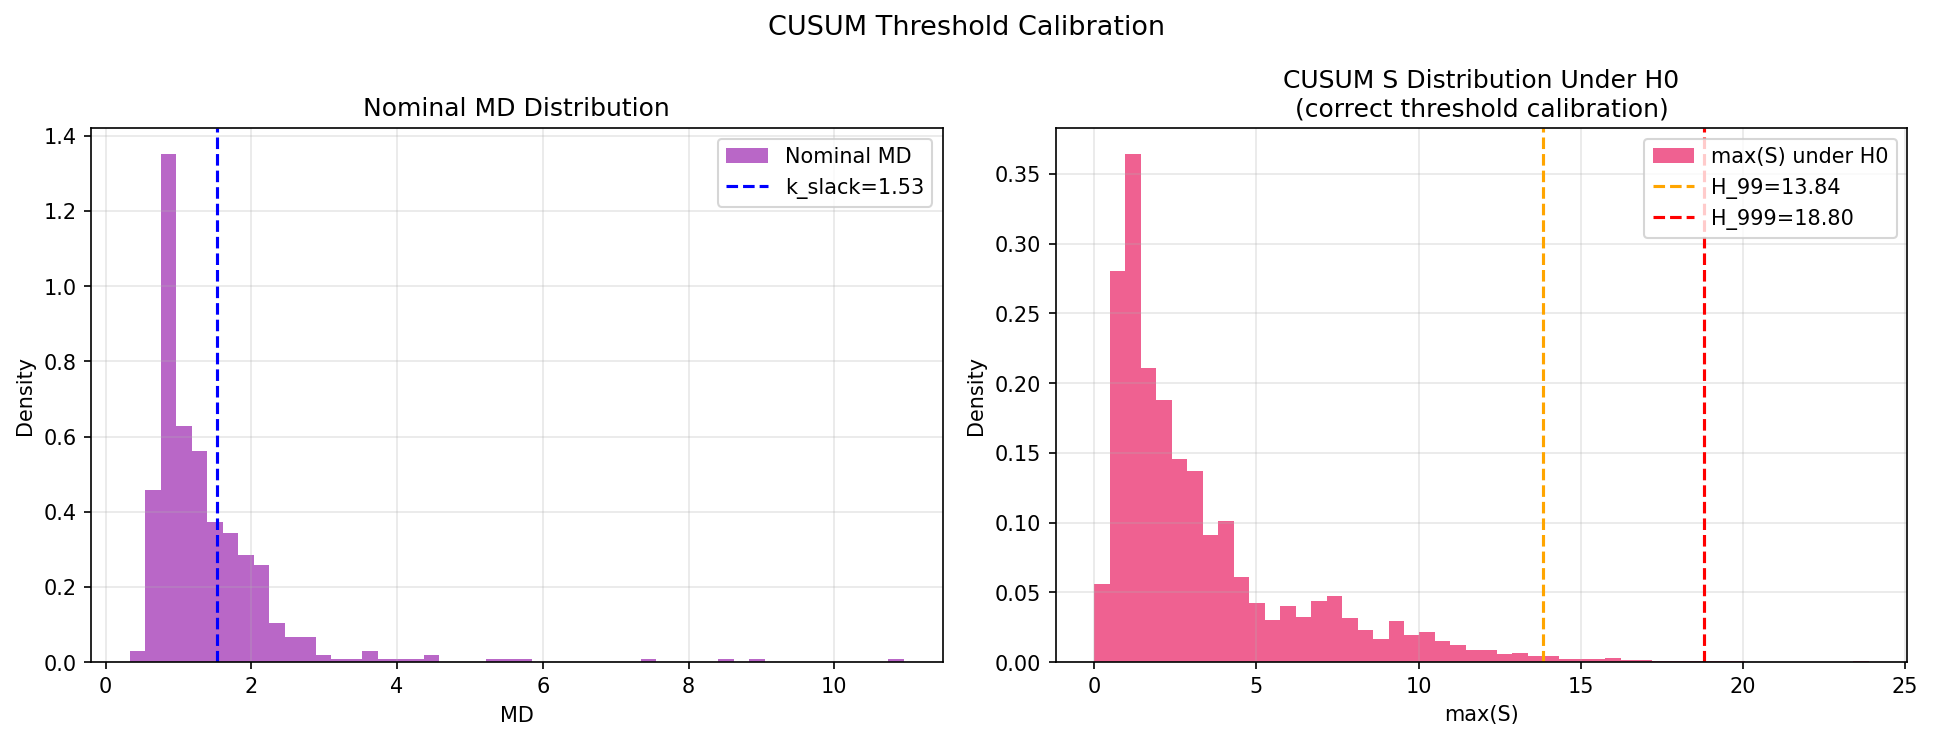 CUSUM Threshold Calibration
Nominal MD Distribution
1.4
1.2
1.0
0.8
0.6
0.4
0.2
0.0
Density
0
2
4
6
8
10
MD
Nominal MD
k_slack=1.53
CUSUM S Distribution Under H0
(correct threshold calibration)
0.35
0.30
0.25
0.20
0.15
0.10
0.05
0.00
Density
0
5
10
15
20
25
max(S)
max(S) under H0
H_99=13.84
H_999=18.80